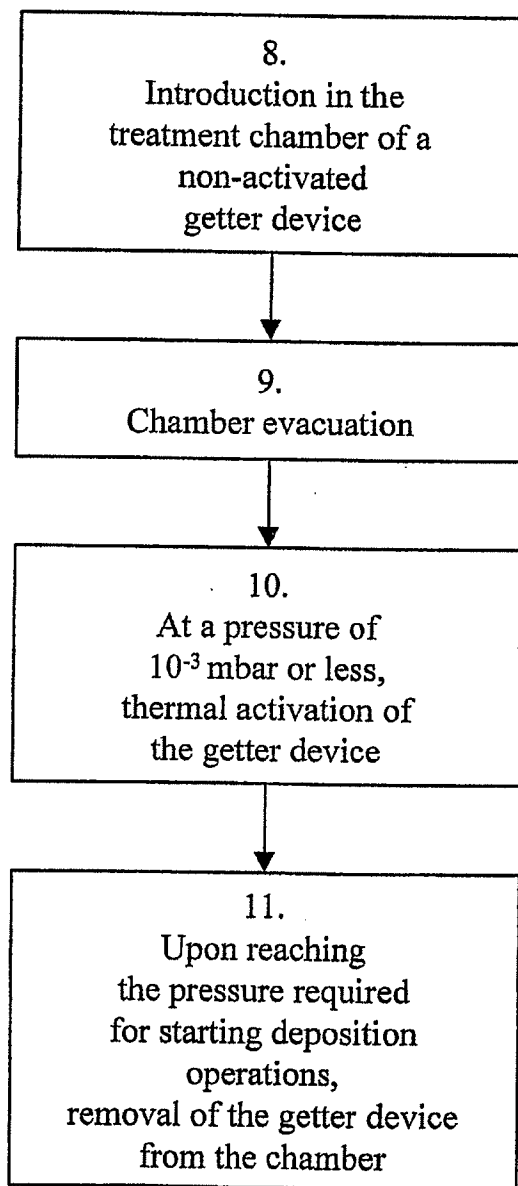 8.
Introduction in the
treatment chamber of a
non-activated
getter device
9.
Chamber evacuation
10.
At a pressure of
10⁻³ mbar or less,
thermal activation of
the getter device
11.
Upon reaching
the pressure required
for starting deposition
operations,
removal of the getter device
from the chamber